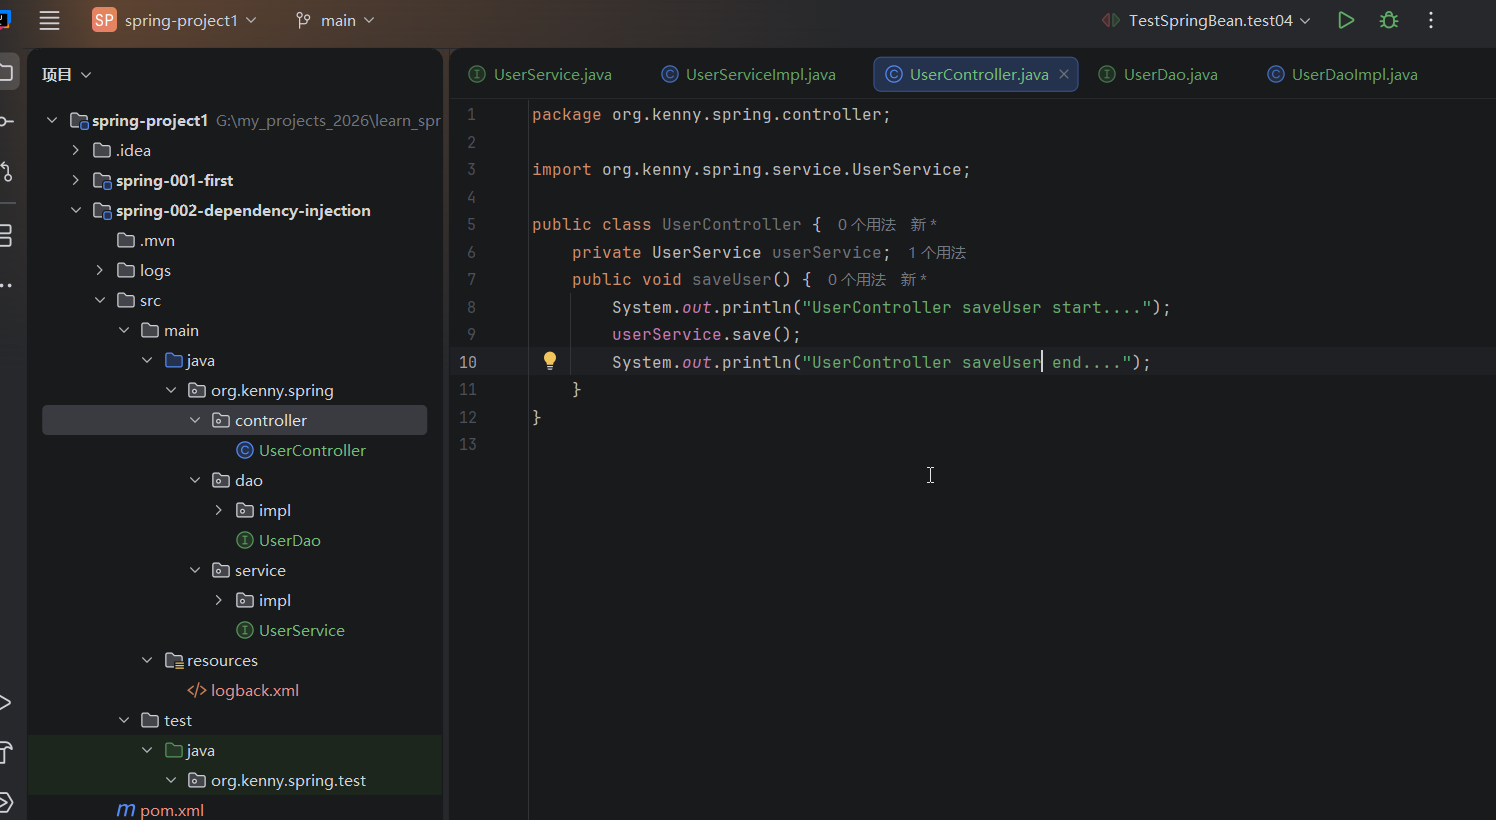 SP spring-project1 main TestSpringBean.test04
项目
spring-project1 G:\my_projects_2026\learn_spr
.idea
spring-001-first
spring-002-dependency-injection
.mvn
logs
src
main
java
org.kenny.spring
controller
UserController
dao
impl
UserDao
service
impl
UserService
resources
logback.xml
test
java
org.kenny.spring.test
pom.xml
UserService.java UserServiceImpl.java UserController.java UserDao.java UserDaoImpl.java
1 package org.kenny.spring.controller;
2
3 import org.kenny.spring.service.UserService;
4
5 public class UserController { 0个用法 新 *
6 private UserService userService; 1个用法
7 public void saveUser() { 0个用法 新 *
8 System.out.println("UserController saveUser start....");
9 userService.save();
10 System.out.println("UserController saveUser end....");
11 }
12 }
13